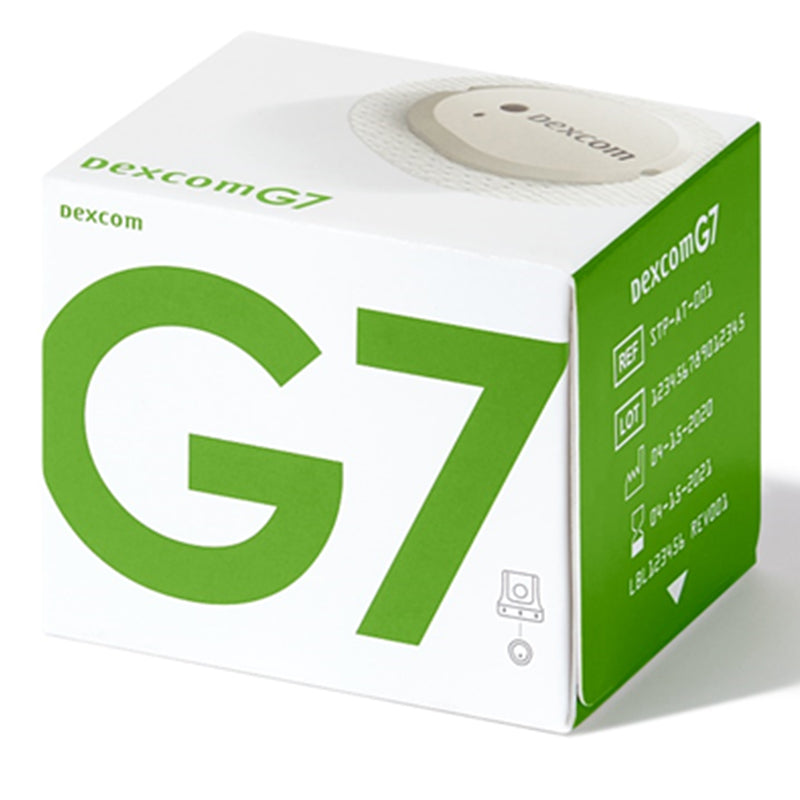 Dexcom
DexcomG7
Dexcom
G7
DexcomG7
REF STP-AT-001
LOT 123456789012345
04-15-2020
04-15-2021
LBL123456 REV001